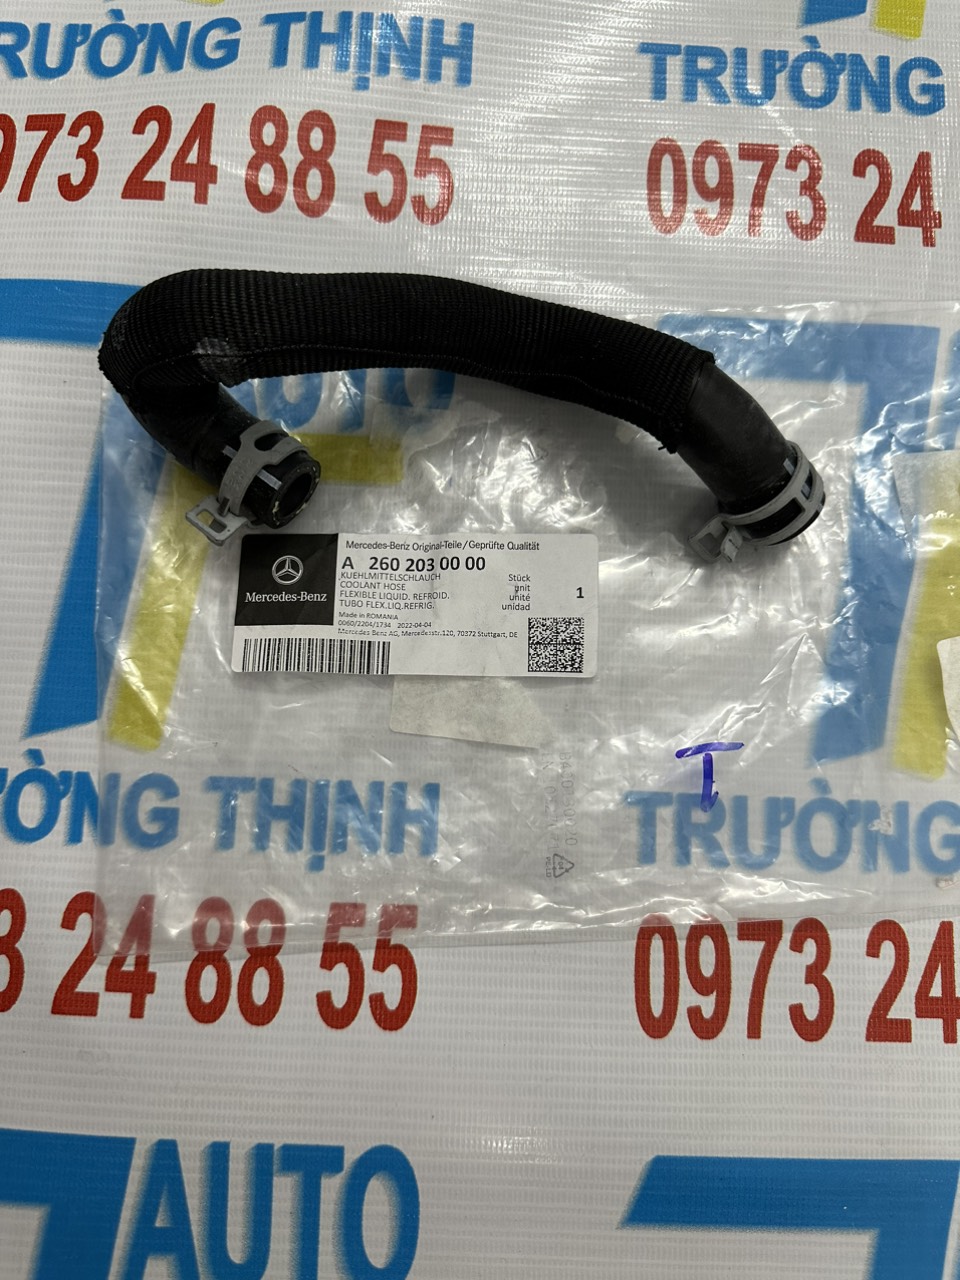 TRƯỜNG THỊNH
TRƯỜNG
0973 24 88 55
0973 24
AUTO
Mercedes-Benz Original-Teile/Geprüfte Qualität
A 260 203 00 00
KUEHLMITTELSCHLAUCH
COOLANT HOSE
FLEXIBLE LIQUID. REFROID.
TUBO FLEX.LIQ.REFRIG.
Stück
unit
unité
unidad
1
Mercedes-Benz
Made in ROMANIA
0060/2204/1734 2022-04-04
Mercedes-Benz AG, Mercedesstr.120, 70372 Stuttgart, DE
I
ƯỜNG THỊNH
TRƯỜNG
3 24 88 55
0973 24
AUTO